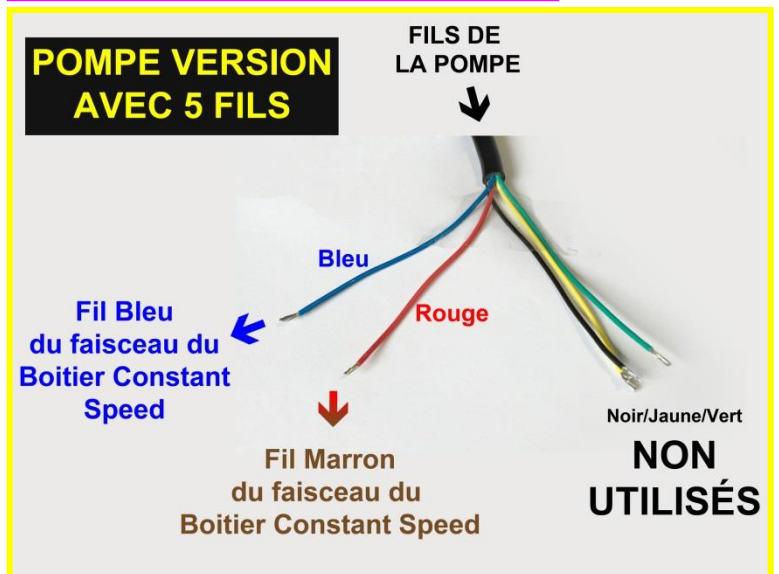 POMPE VERSION
AVEC 5 FILS
FILS DE
LA POMPE
Bleu
Rouge
Fil Bleu
du faisceau du
Boitier Constant
Speed
Fil Marron
du faisceau du
Boitier Constant Speed
Noir/Jaune/Vert
NON
UTILISÉS